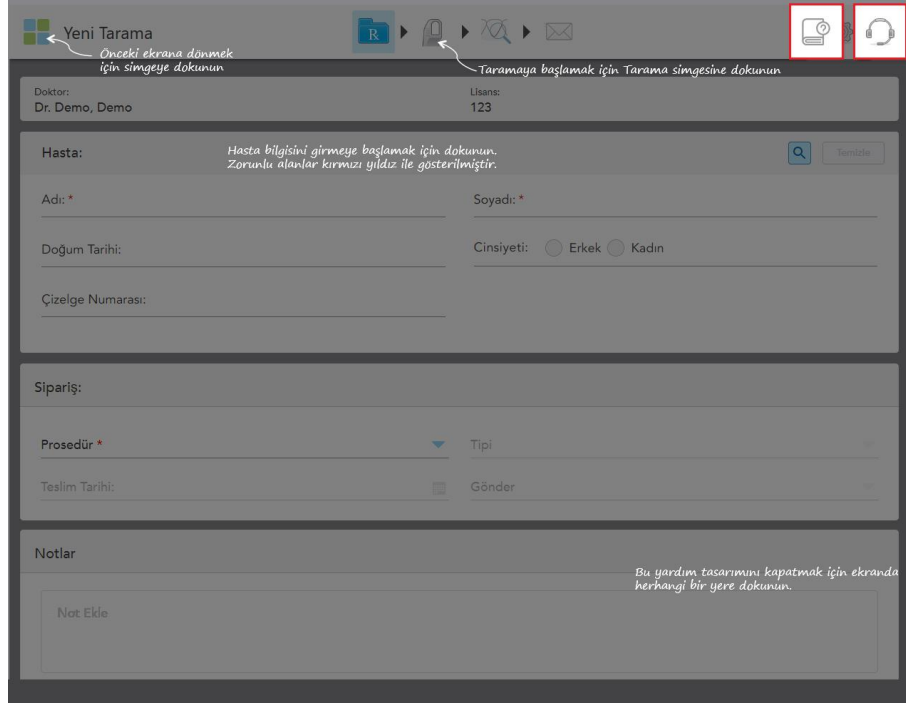 Yeni Tarama
R
Önceki ekrana dönmek
için simgeye dokunun
Taramaya başlamak için Tarama simgesine dokunun
?
Doktor:
Dr. Demo, Demo
Lisans:
123
Hasta:
Hasta bilgisini girmeye başlamak için dokunun.
Zorunlu alanlar kırmızı yıldız ile gösterilmiştir.
Temizle
Adı: *
Soyadı: *
Doğum Tarihi:
Cinsiyeti: Erkek Kadın
Çizelge Numarası:
Sipariş:
Prosedür *
Tipi
Teslim Tarihi:
Gönder
Notlar
Bu yardım tasarımını kapatmak için ekranda
herhangi bir yere dokunun.
Not Ekle